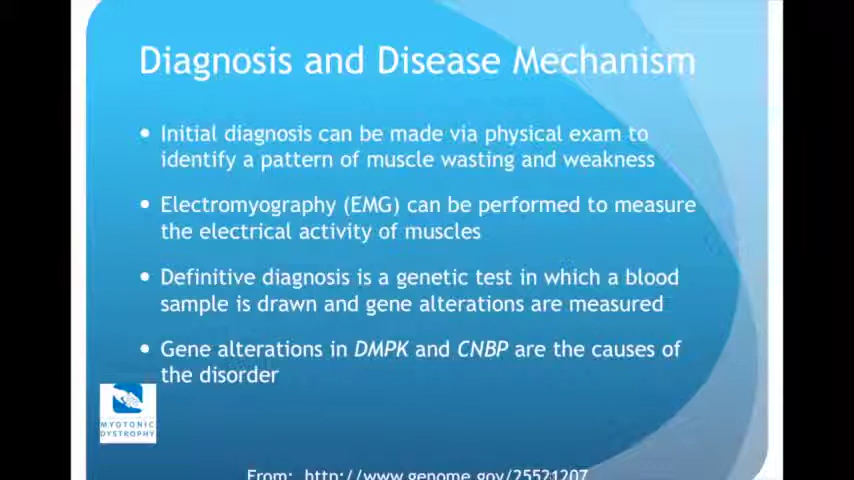 Diagnosis and Disease Mechanism
• Initial diagnosis can be made via physical exam to
identify a pattern of muscle wasting and weakness
• Electromyography (EMG) can be performed to measure
the electrical activity of muscles
• Definitive diagnosis is a genetic test in which a blood
sample is drawn and gene alterations are measured
• Gene alterations in DMPK and CNBP are the causes of
the disorder
MYOTONIC
DYSTROPHY
From: http://www.genome.gov/25521207